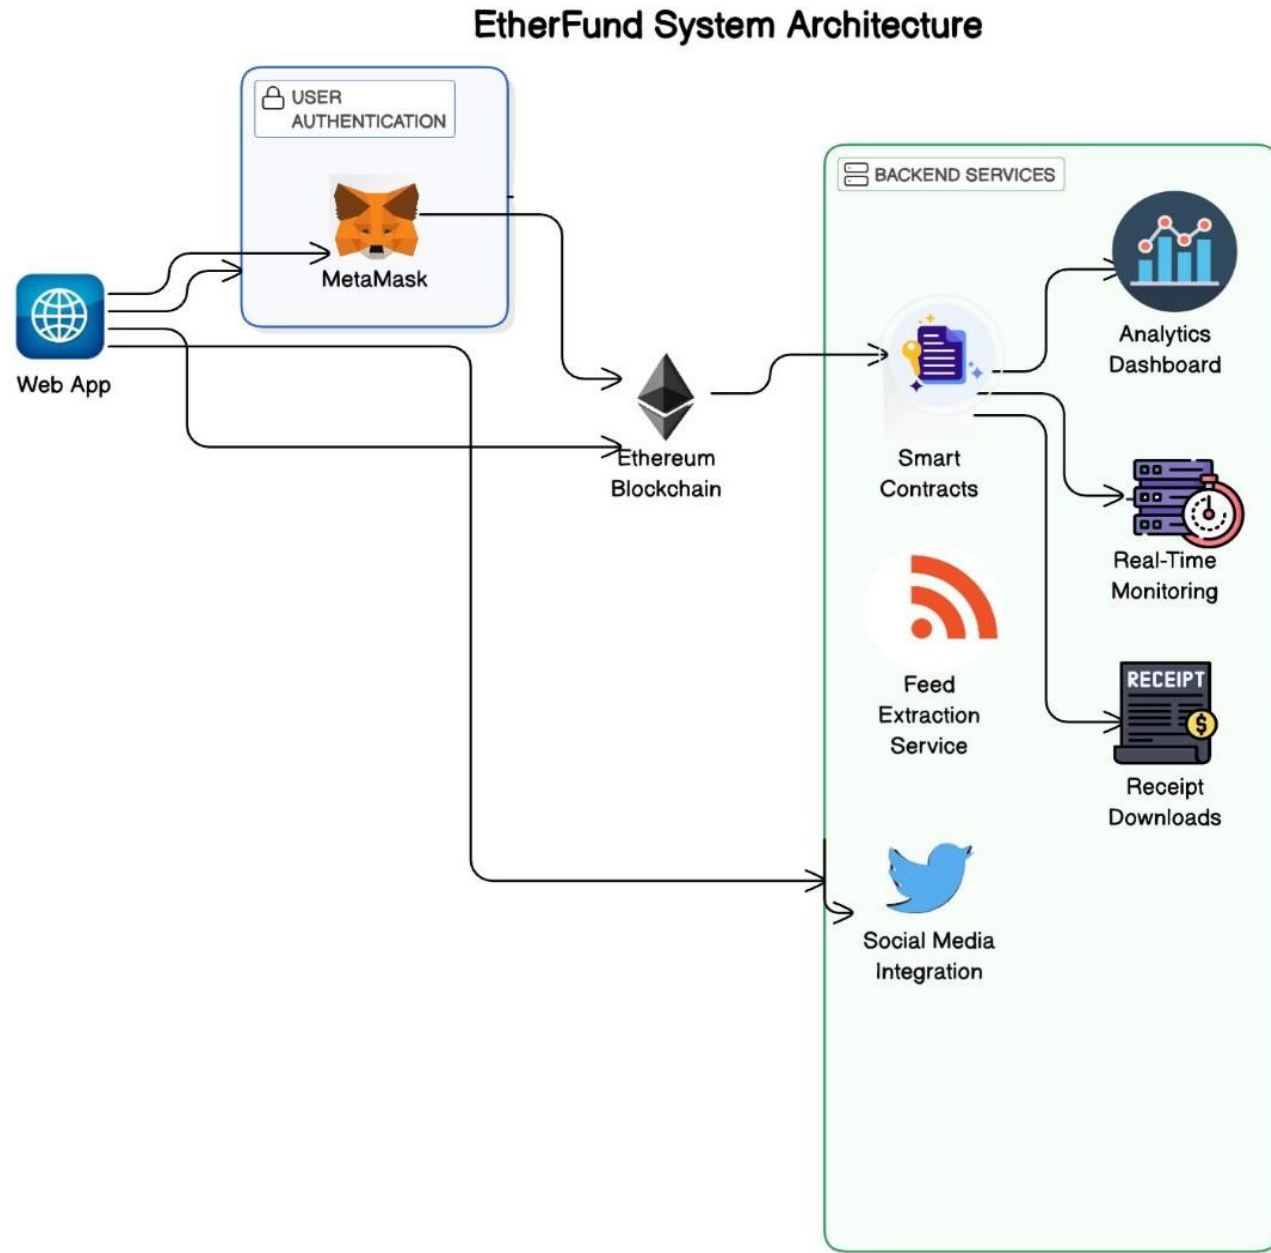 EtherFund System Architecture
USER
AUTHENTICATION
MetaMask
Web App
Ethereum
Blockchain
BACKEND SERVICES
Analytics
Dashboard
Smart
Contracts
Real-Time
Monitoring
Feed
Extraction
Service
RECEIPT
$
Receipt
Downloads
Social Media
Integration